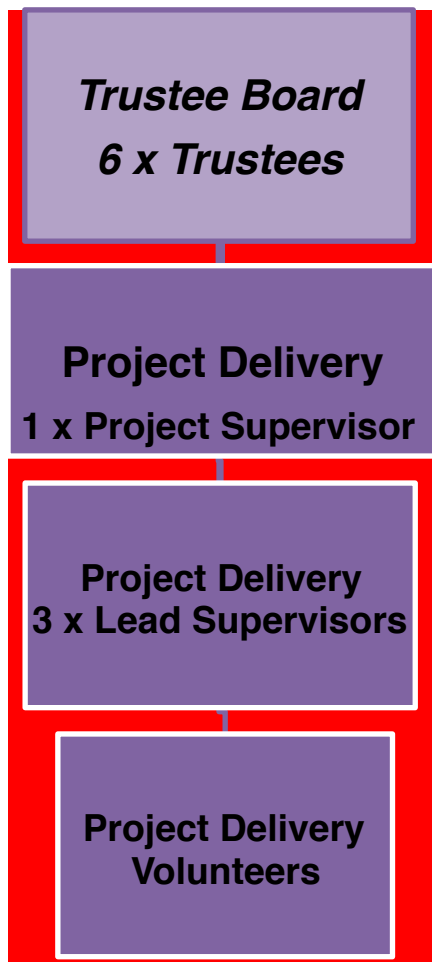 Trustee Board
6 x Trustees
Project Delivery
1 x Project Supervisor
Project Delivery
3 x Lead Supervisors
Project Delivery
Volunteers